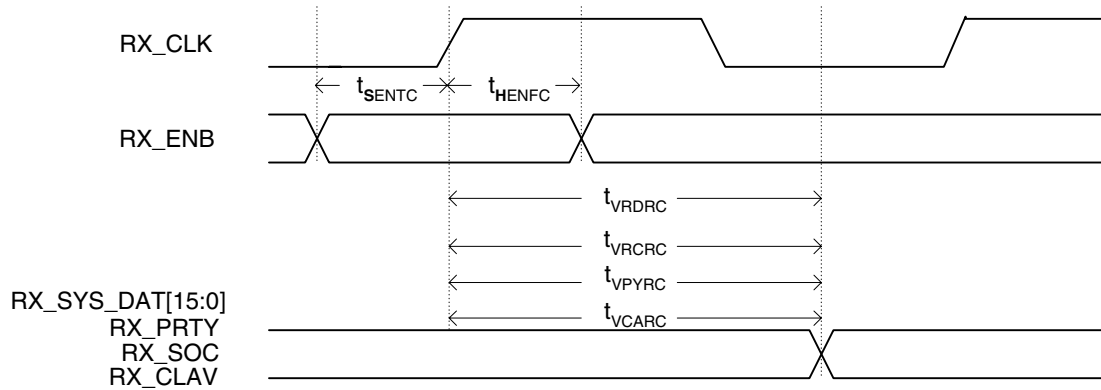 RX_CLK
tSENTC tHENFC
RX_ENB
tVRDRC
tVRCRC
tVPYRC
RX_SYS_DAT[15:0]
tVCARC
RX_PRTY
RX_SOC
RX_CLAV